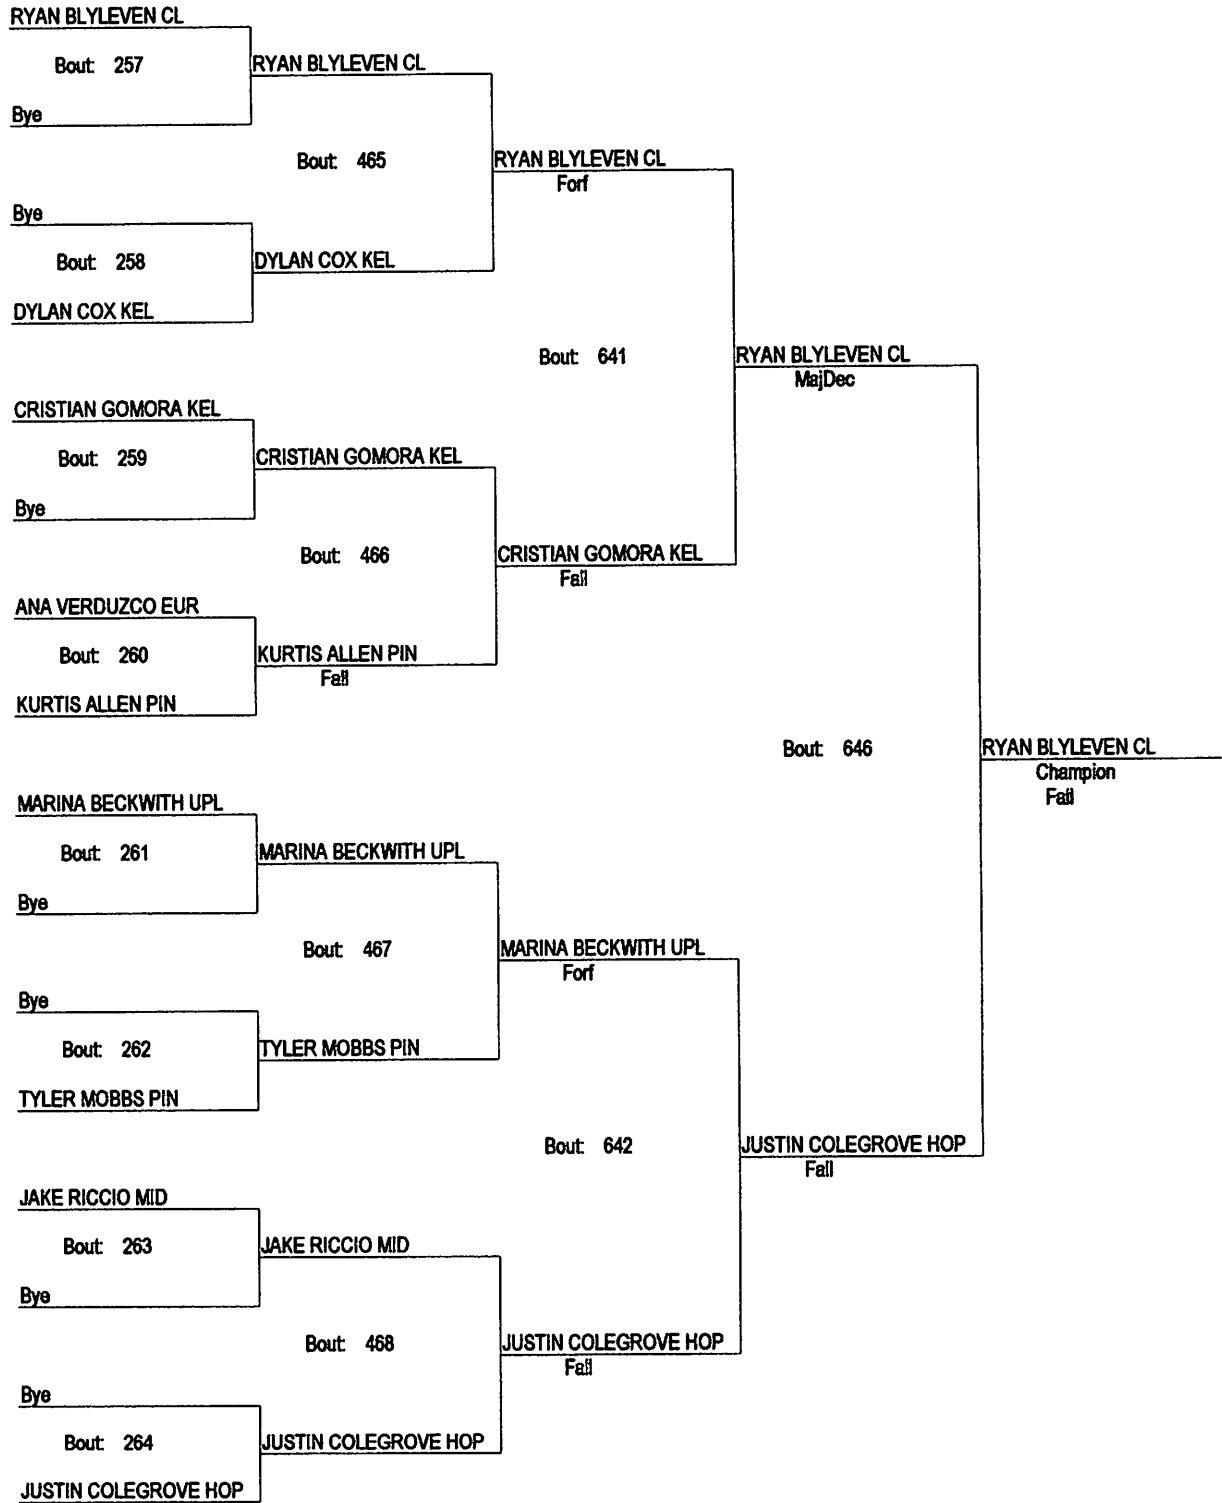 RYAN BLYLEVEN CL
Bout: 257
RYAN BLYLEVEN CL
Bye
Bout: 465
RYAN BLYLEVEN CL
Forf
Bye
Bout: 258
DYLAN COX KEL
DYLAN COX KEL
Bout: 641
RYAN BLYLEVEN CL
MajDec
CRISTIAN GOMORA KEL
Bout: 259
CRISTIAN GOMORA KEL
Bye
Bout: 466
CRISTIAN GOMORA KEL
Fall
ANA VERDUZCO EUR
Bout: 260
KURTIS ALLEN PIN
Fall
KURTIS ALLEN PIN
Bout: 646
RYAN BLYLEVEN CL
Champion
Fall
MARINA BECKWITH UPL
Bout: 261
MARINA BECKWITH UPL
Bye
Bout: 467
MARINA BECKWITH UPL
Forf
Bye
Bout: 262
TYLER MOBBS PIN
TYLER MOBBS PIN
Bout: 642
JUSTIN COLEGROVE HOP
Fall
JAKE RICCIO MID
Bout: 263
JAKE RICCIO MID
Bye
Bout: 468
JUSTIN COLEGROVE HOP
Fall
Bye
Bout: 264
JUSTIN COLEGROVE HOP
JUSTIN COLEGROVE HOP